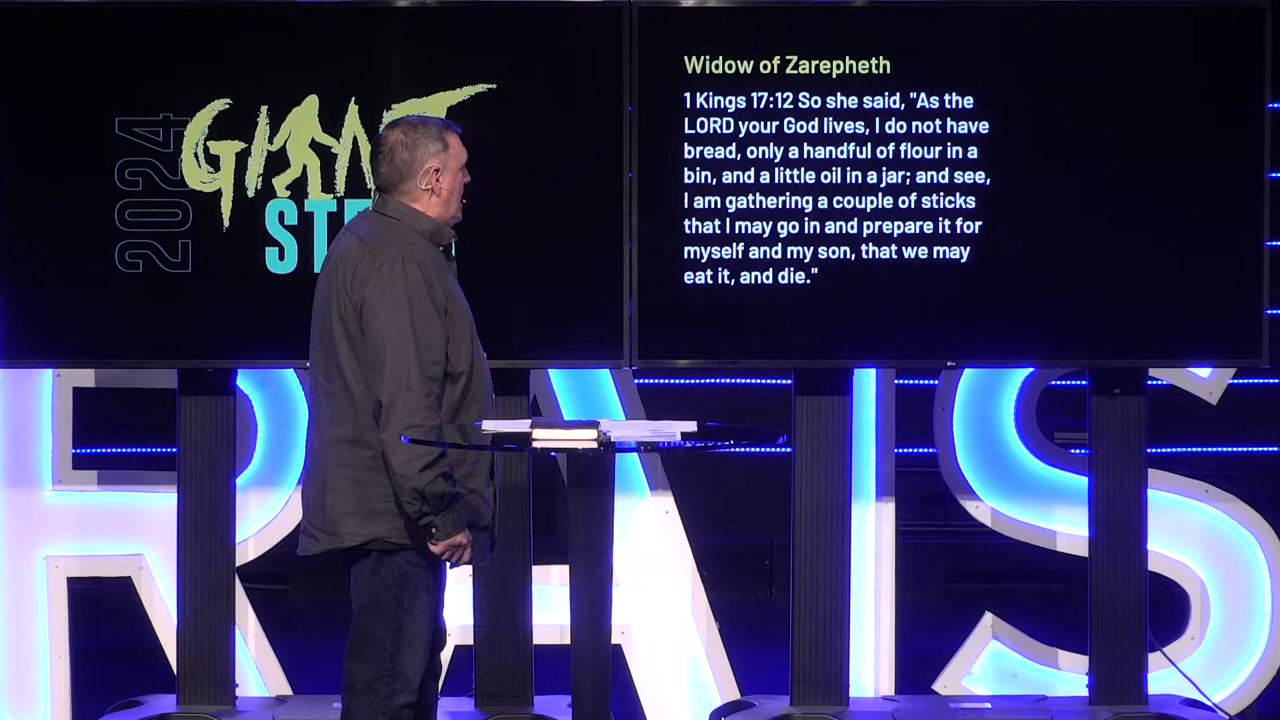 2024
GIANT
STE
Widow of Zarepheth
1 Kings 17:12 So she said, "As the
LORD your God lives, I do not have
bread, only a handful of flour in a
bin, and a little oil in a jar; and see,
I am gathering a couple of sticks
that I may go in and prepare it for
myself and my son, that we may
eat it, and die."
RAIS